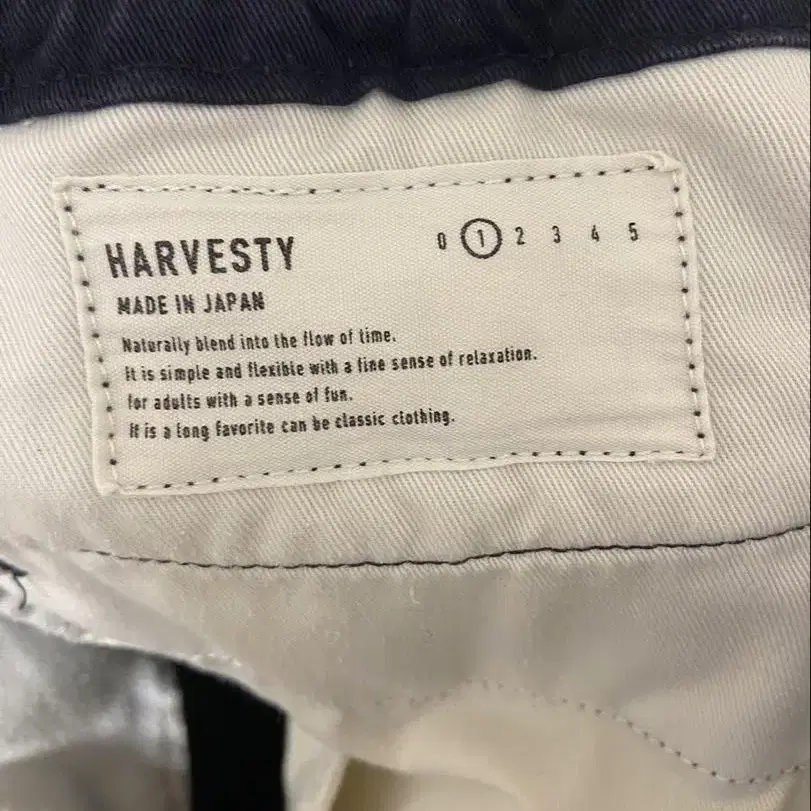 HARVESTY 0 1 2 3 4 5
MADE IN JAPAN
Naturally blend into the flow of time.
It is simple and flexible with a fine sense of relaxation.
for adults with a sense of fun.
It is a long favorite can be classic clothing.